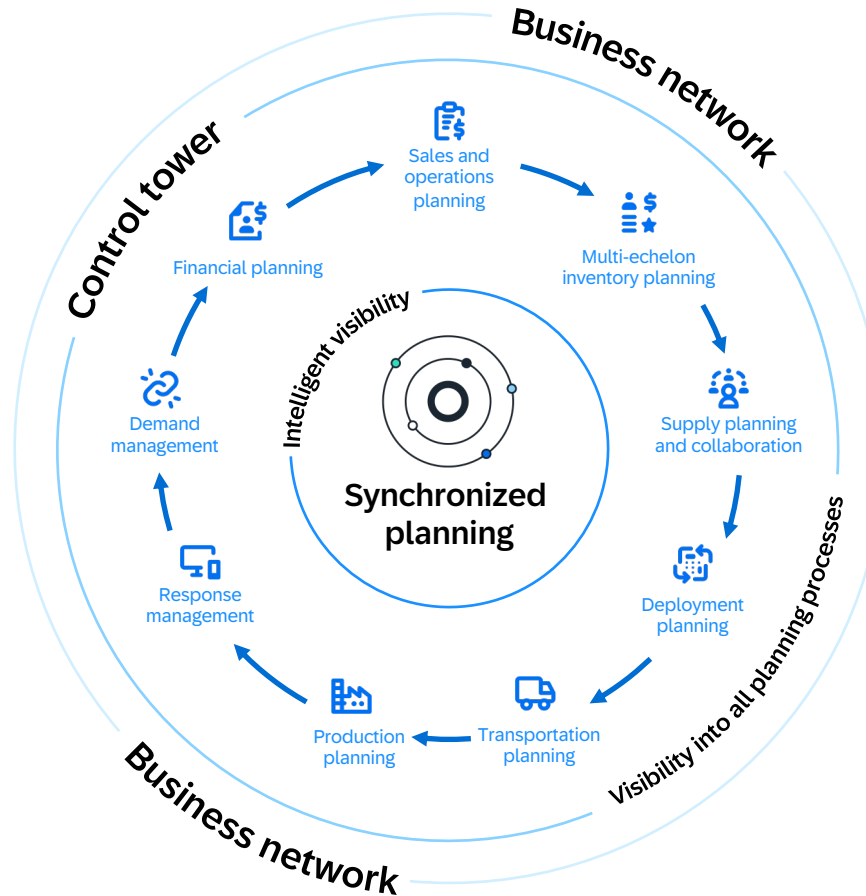 Business network
Control tower
Sales and
operations
planning
Multi-echelon
inventory planning
Supply planning
and collaboration
Deployment
planning
Transportation
planning
Production
planning
Response
management
Demand
management
Financial planning
Intelligent visibility
Synchronized
planning
Visibility into all planning processes
Business network